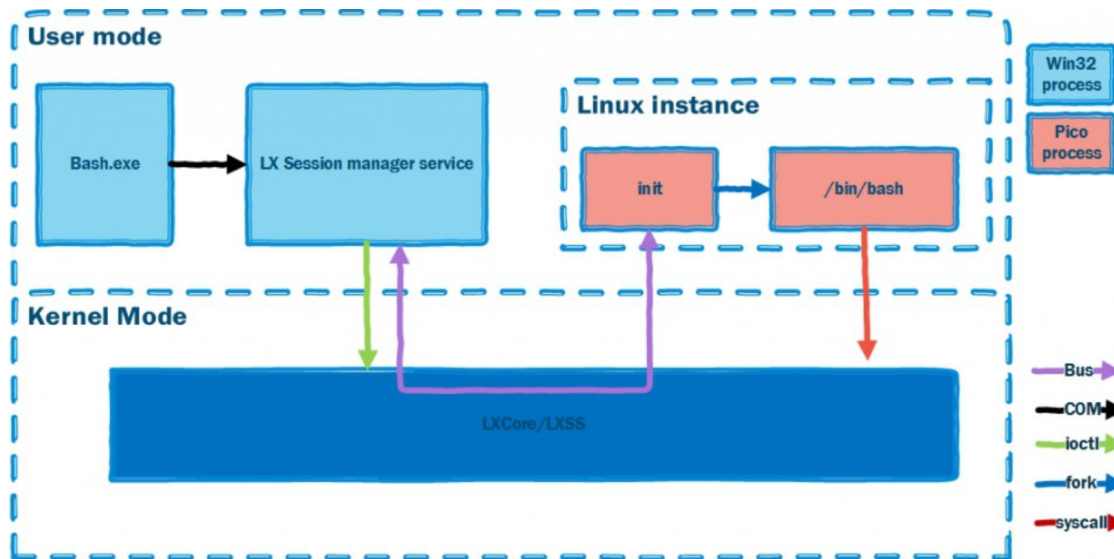 User mode
Bash.exe
LX Session manager service
Linux instance
init
/bin/bash
Win32
process
Pico
process
Kernel Mode
LXCore/LXSS
Bus
COM
ioctl
fork
syscall